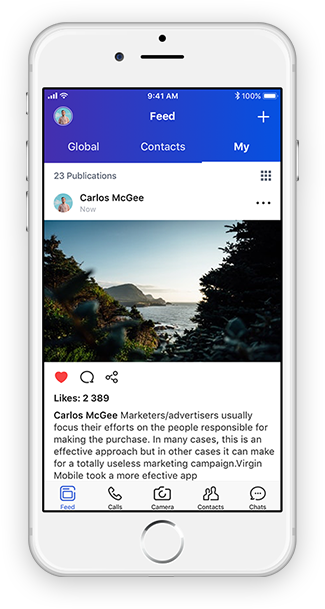 9:41 AM 100%
Feed
Global Contacts My
23 Publications
Carlos McGee
Now
Likes: 2 389
Carlos McGee Marketers/advertisers usually
focus their efforts on the people responsible for
making the purchase. In many cases, this is an
effective approach but in other cases it can make
for a totally useless marketing campaign.Virgin
Mobile took a more efective app
Feed Calls Camera Contacts Chats